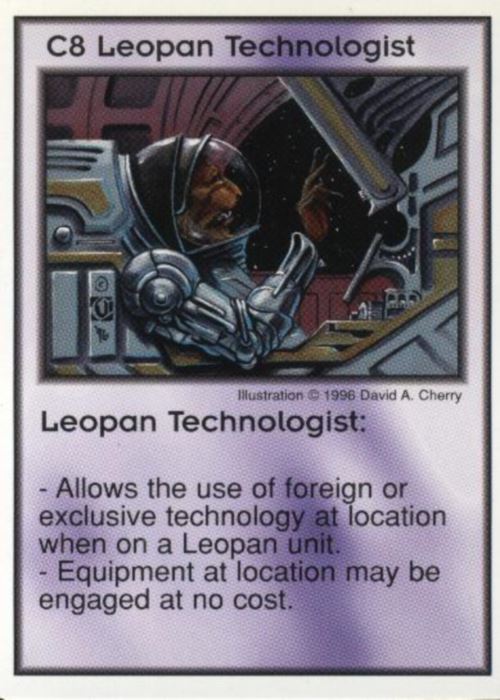 C8 Leopan Technologist
Illustration © 1996 David A. Cherry
Leopan Technologist:
- Allows the use of foreign or
exclusive technology at location
when on a Leopan unit.
- Equipment at location may be
engaged at no cost.